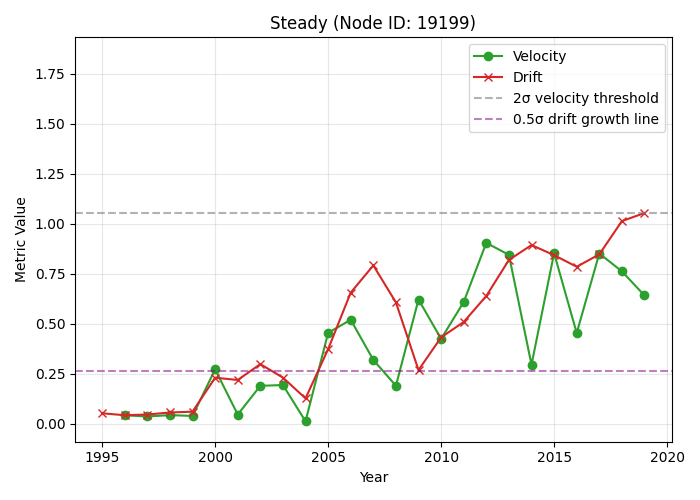 Steady (Node ID: 19199)
Velocity
Drift
2σ velocity threshold
0.5σ drift growth line
Metric Value
1.75
1.50
1.25
1.00
0.75
0.50
0.25
0.00
1995 2000 2005 2010 2015 2020
Year